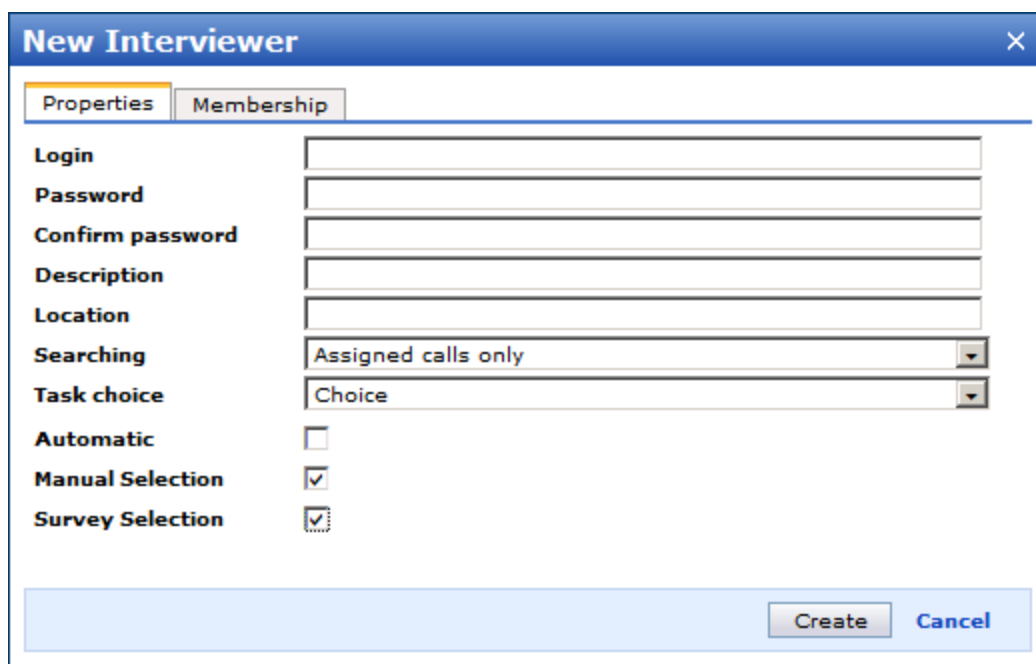 New Interviewer
Properties Membership
Login
Password
Confirm password
Description
Location
Searching Assigned calls only
Task choice Choice
Automatic
Manual Selection
Survey Selection
Create Cancel